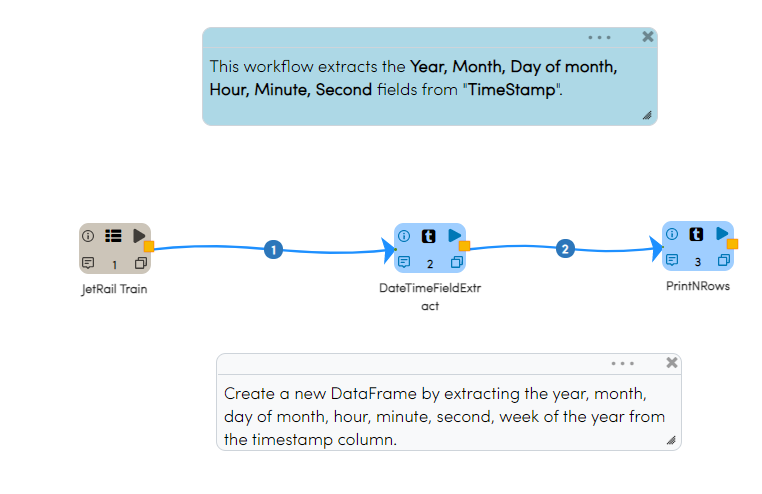 This workflow extracts the Year, Month, Day of month,
Hour, Minute, Second fields from "TimeStamp".
1
2
t
t
1
2
3
JetRail Train
DateTimeFieldExtr
act
PrintNRows
Create a new DataFrame by extracting the year, month,
day of month, hour, minute, second, week of the year from
the timestamp column.